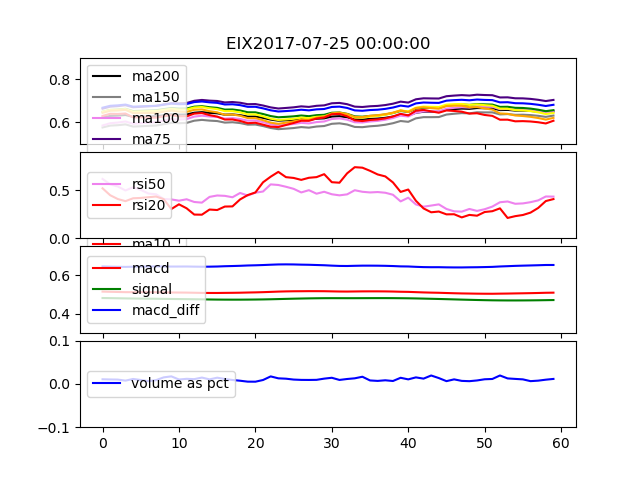 EIX2017-07-25 00:00:00
0.8
0.6
ma200
ma150
ma100
ma75
0.5
0.0
rsi50
rsi20
ma10
0.6
0.4
macd
signal
macd_diff
0.1
0.0
−0.1
volume as pct
0 10 20 30 40 50 60